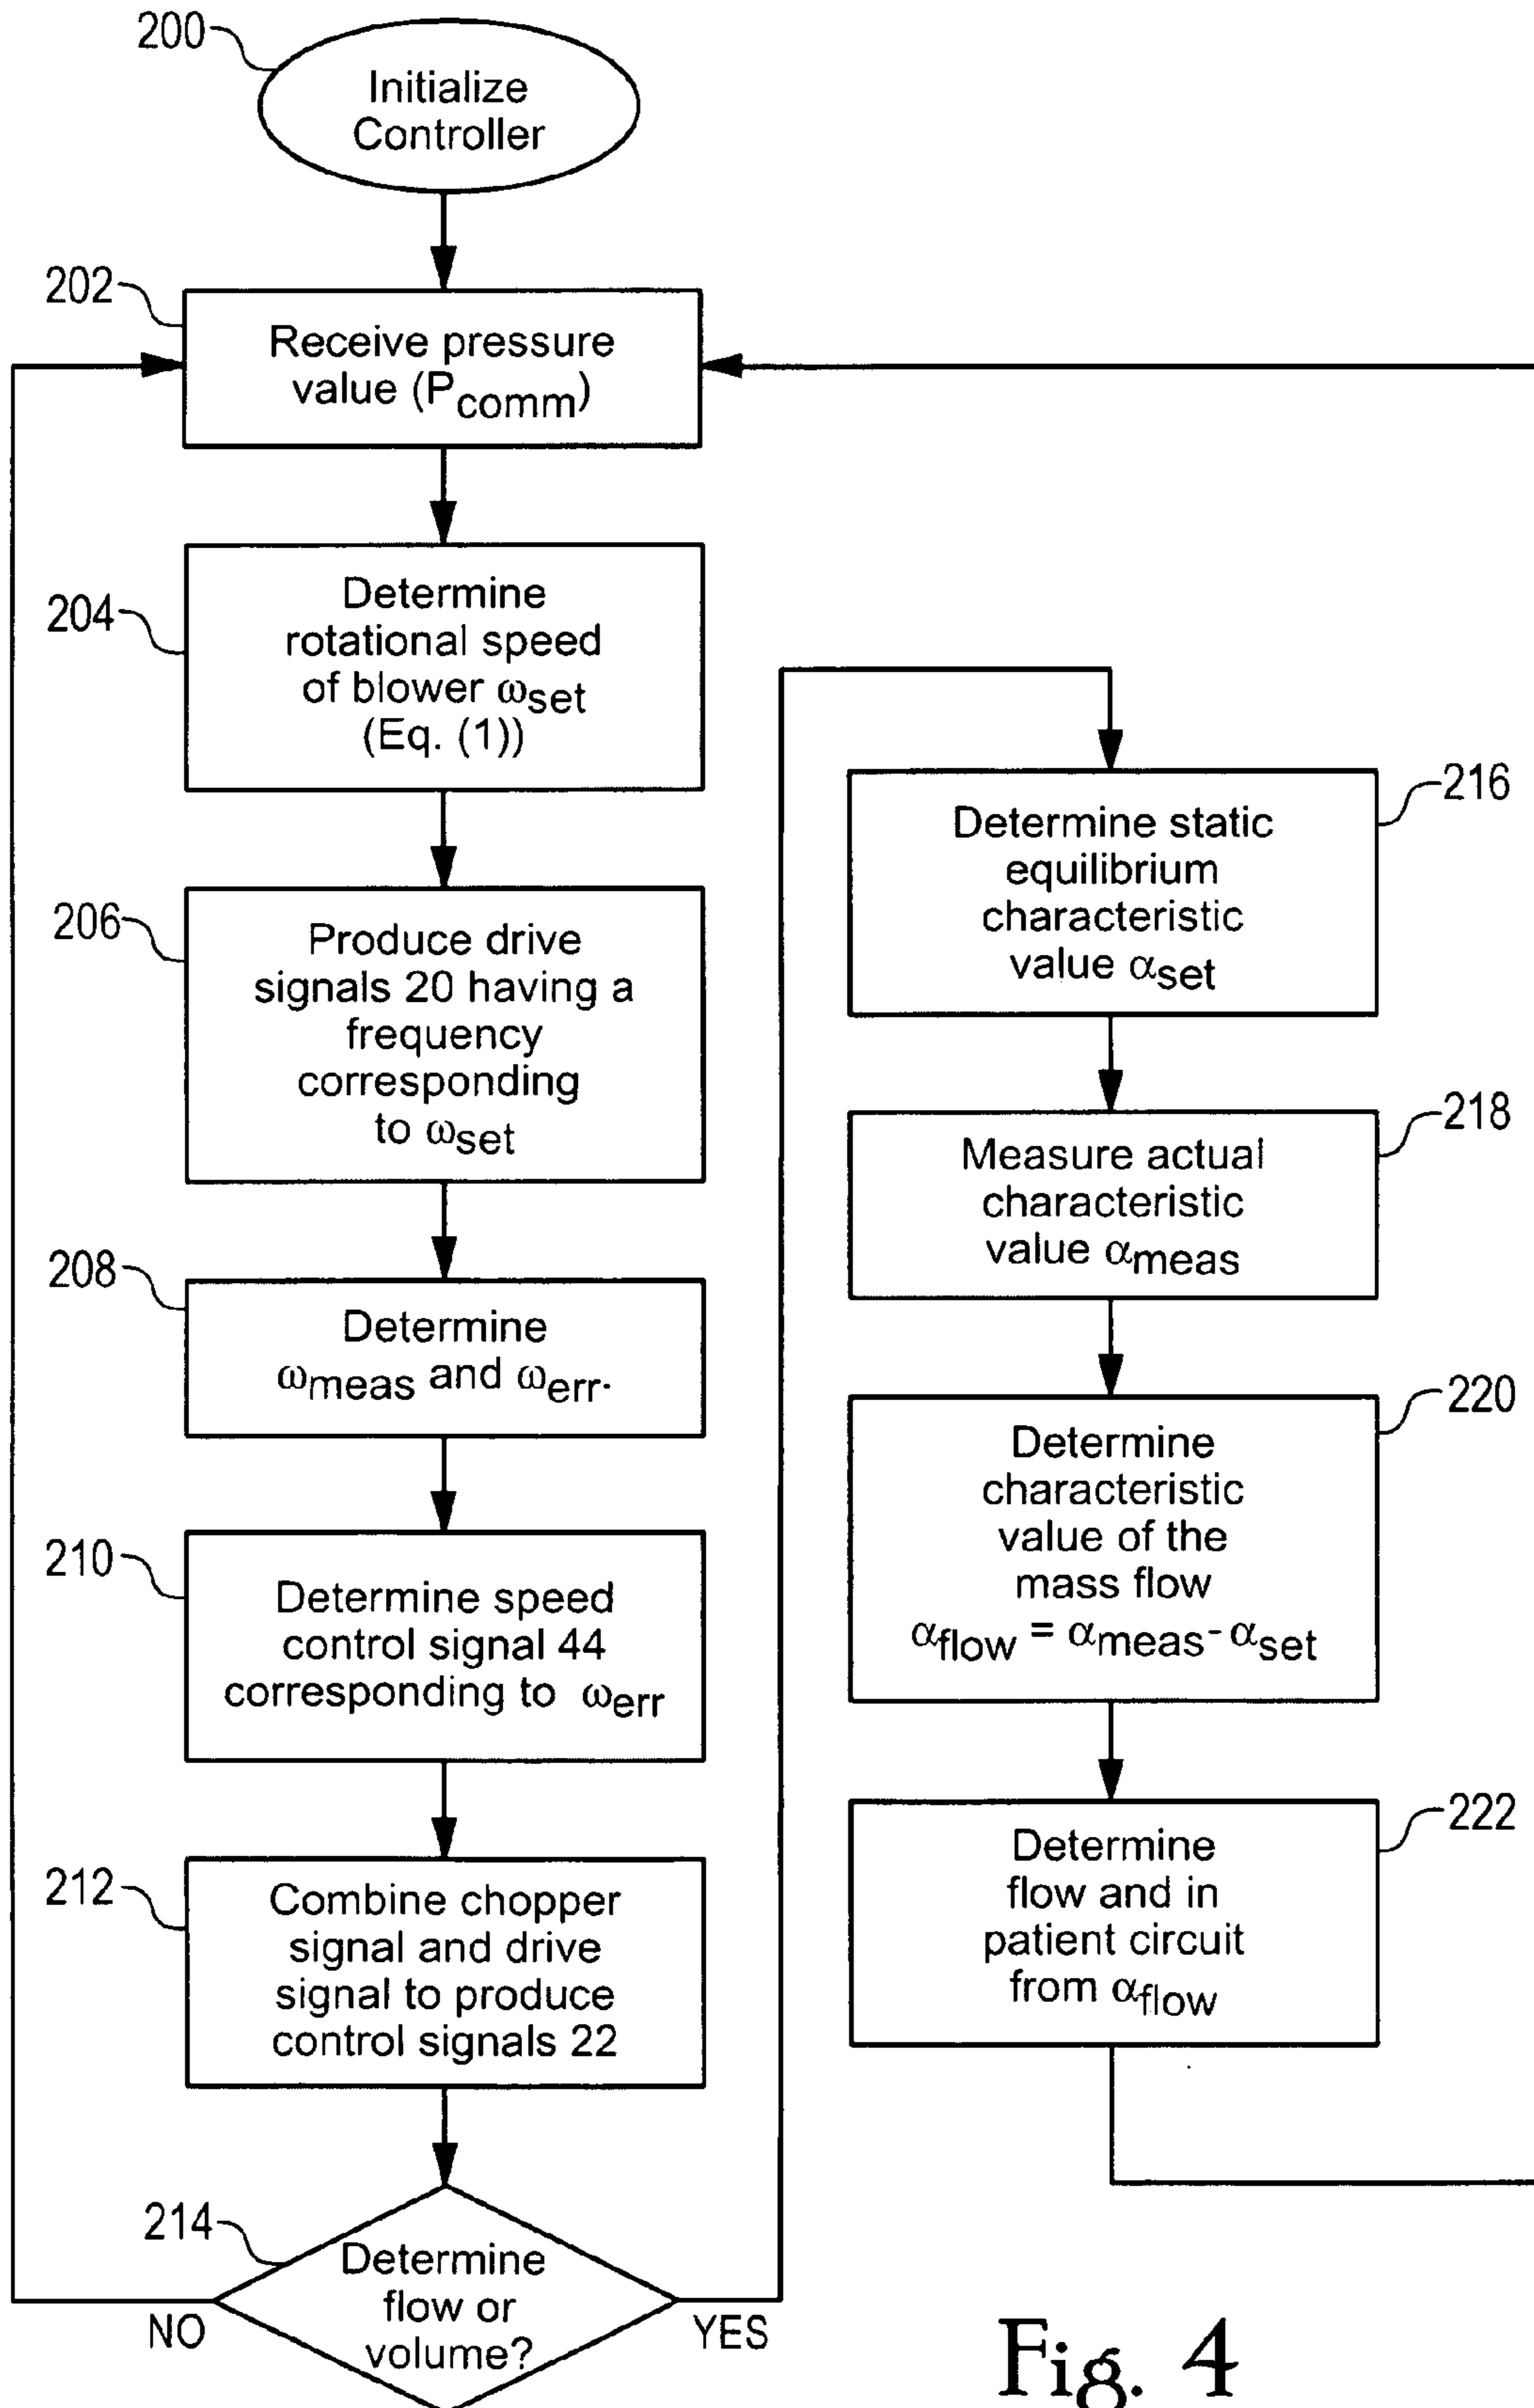 200
Initialize
Controller
202
Receive pressure
value (Pcomm)
204
Determine
rotational speed
of blower ωset
(Eq. (1))
206
Produce drive
signals 20 having a
frequency
corresponding
to ωset
208
Determine
ωmeas and ωerr.
210
Determine speed
control signal 44
corresponding to ωerr
212
Combine chopper
signal and drive
signal to produce
control signals 22
214
Determine
flow or
volume?
NO
YES
216
Determine static
equilibrium
characteristic
value αset
218
Measure actual
characteristic
value αmeas
220
Determine
characteristic
value of the
mass flow
αflow = αmeas - αset
222
Determine
flow and in
patient circuit
from αflow
Fig. 4